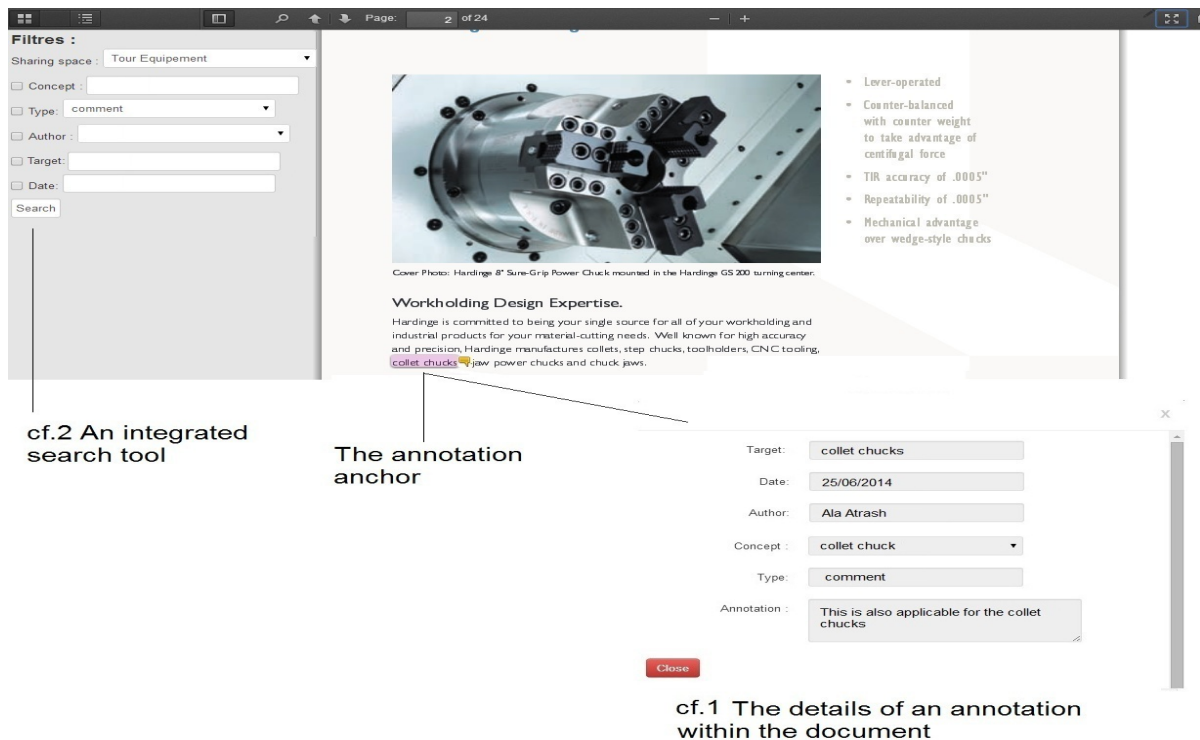 Page: 2 of 24
Filtres :
Sharing space : Tour Equipement
Concept :
Type: comment
Author :
Target:
Date:
Search
Lever-operated
Counter-balanced
with counter weight
to take advantage of
centifugal force
TIR accuracy of .0005"
Repeatability of .0005"
Mechanical advantage
over wedge-style chucks
Cover Photo: Hardinge 8" Sure-Grip Power Chuck mounted in the Hardinge GS 200 turning center.
Workholding Design Expertise.
Hardinge is committed to being your single source for all of your workholding and
industrial products for your material-cutting needs. Well known for high accuracy
and precision, Hardinge manufactures collets, step chucks, toolholders, CNC tooling,
collet chucks jaw power chucks and chuck jaws.
cf.2 An integrated
search tool
The annotation
anchor
Target: collet chucks
Date: 25/06/2014
Author: Ala Atrash
Concept : collet chuck
Type: comment
Annotation : This is also applicable for the collet
chucks
Close
cf.1 The details of an annotation
within the document